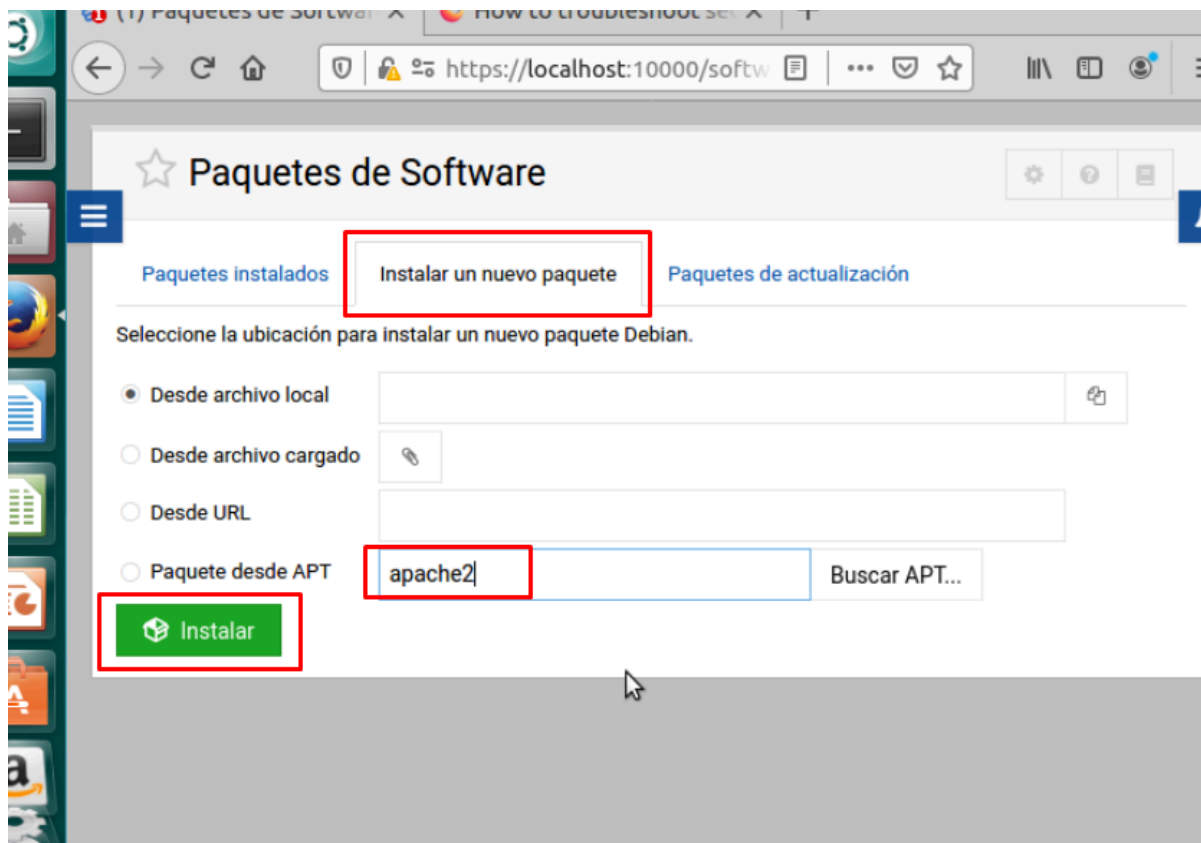 (1) Paquetes de Softwar
How to troubleshoot sec
https://localhost:10000/softw
Paquetes de Software
Paquetes instalados
Instalar un nuevo paquete
Paquetes de actualización
Seleccione la ubicación para instalar un nuevo paquete Debian.
Desde archivo local
Desde archivo cargado
Desde URL
Paquete desde APT
apache2
Buscar APT...
Instalar